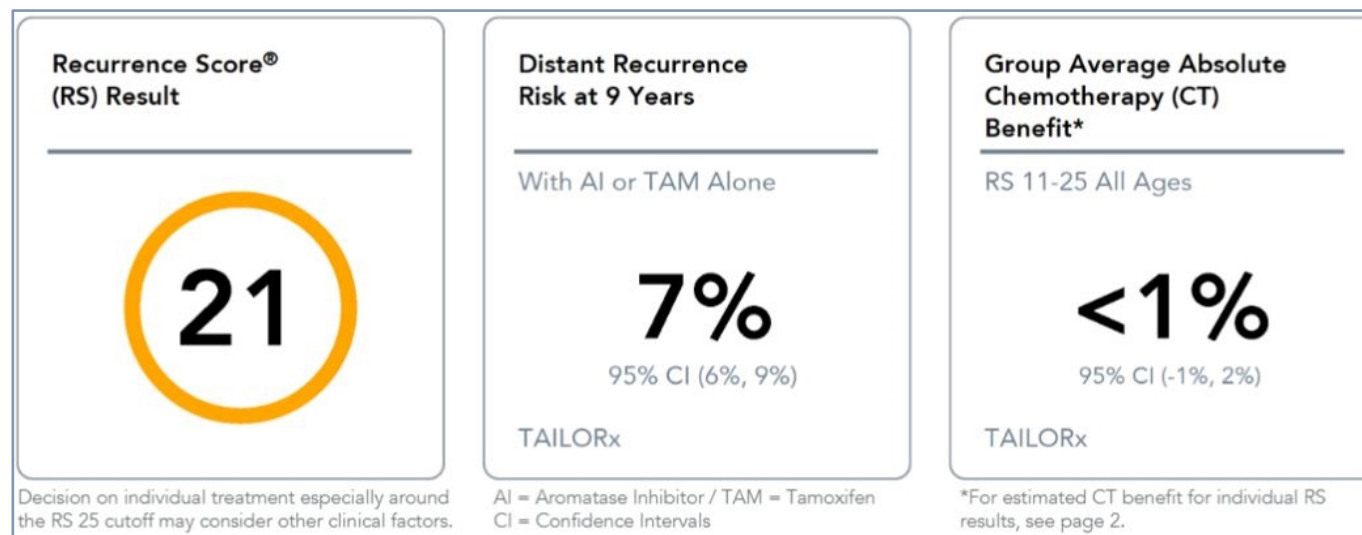 Recurrence Score®
(RS) Result
21
Decision on individual treatment especially around
the RS 25 cutoff may consider other clinical factors.
Distant Recurrence
Risk at 9 Years
With AI or TAM Alone
7%
95% CI (6%, 9%)
TAILORx
AI = Aromatase Inhibitor / TAM = Tamoxifen
CI = Confidence Intervals
Group Average Absolute
Chemotherapy (CT)
Benefit*
RS 11-25 All Ages
<1%
95% CI (-1%, 2%)
TAILORx
*For estimated CT benefit for individual RS
results, see page 2.